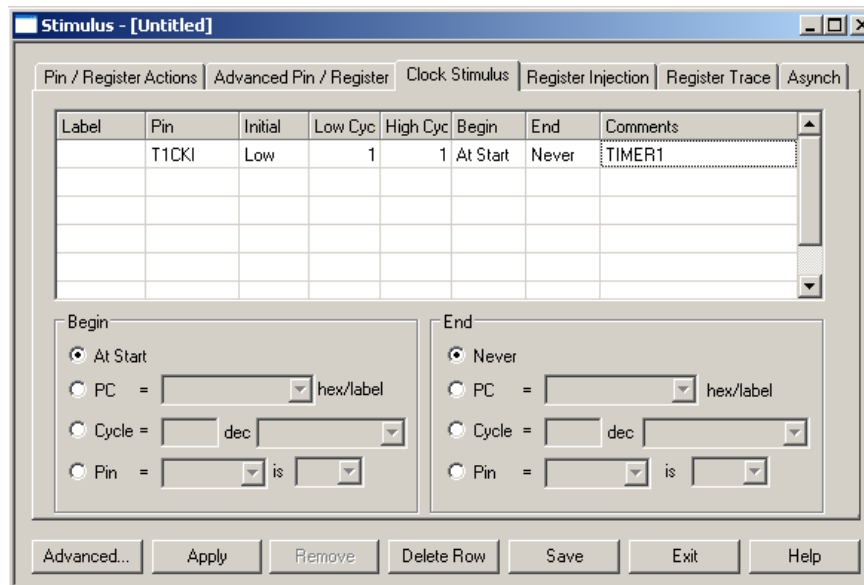 Stimulus - [Untitled]
Pin / Register Actions Advanced Pin / Register Clock Stimulus Register Injection Register Trace Asynch
Label Pin Initial Low Cyc High Cyc Begin End Comments
T1CKI Low 1 1 At Start Never TIMER1
Begin
At Start
PC = hex/label
Cycle = dec
Pin = is
End
Never
PC = hex/label
Cycle = dec
Pin = is
Advanced... Apply Remove Delete Row Save Exit Help